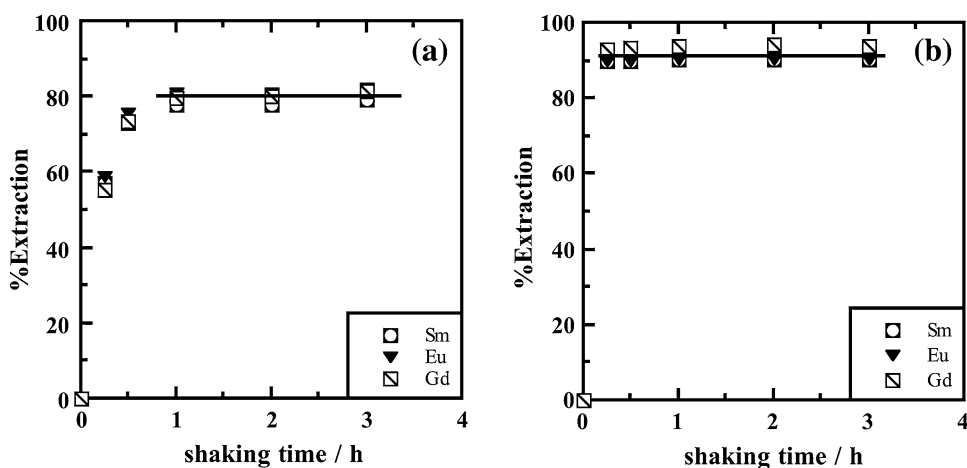 100
80
60
40
20
0
%Extraction
(a)
Sm
Eu
Gd
0 1 2 3 4
shaking time / h
100
80
60
40
20
0
%Extraction
(b)
Sm
Eu
Gd
0 1 2 3 4
shaking time / h